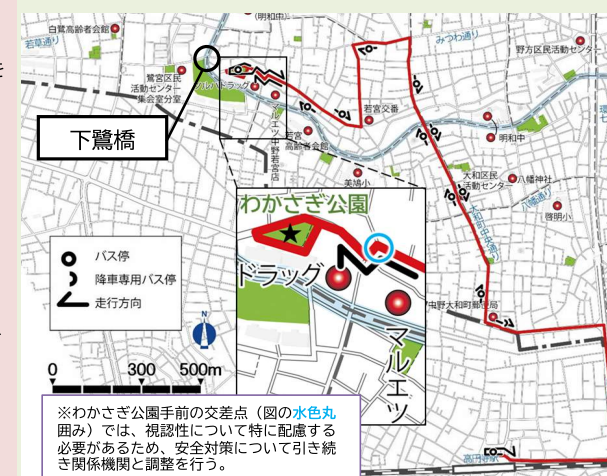 (明和中)
白鷺高齢者会館
若草通り
みつわ通り
野方区民活動センター
鷺宮区民
活動センター
集会室分室
下鷺橋
若宮交番
若宮
高齢者会館
マルエツ中野若宮店
明和中
美鳩小
大和区民
活動センター
八幡神社
八幡通り
啓明小
わかさぎ公園
ドラッグ
マルエツ
バス停
降車専用バス停
走行方向
N
0 300 500m
中野大和町郵便局
高円寺駅
※わかさぎ公園手前の交差点（図の水色丸
囲み）では、視認性について特に配慮する
必要があるため、安全対策について引き続
き関係機関と調整を行う。